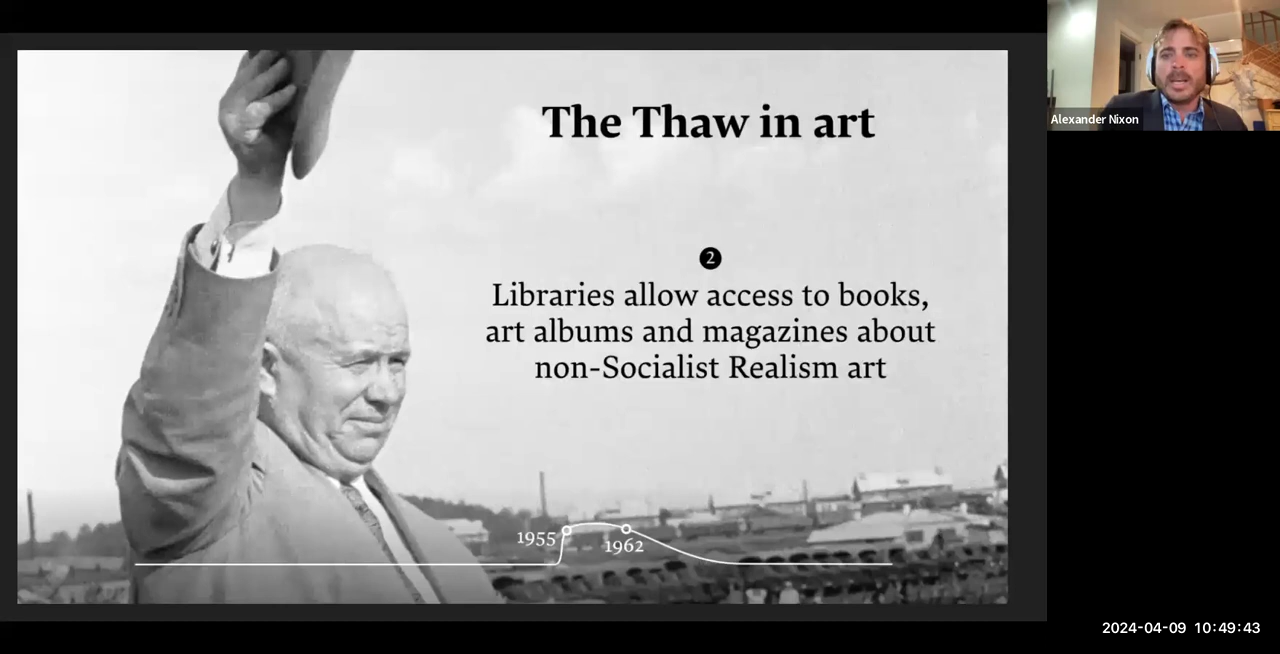 The Thaw in art
2
Libraries allow access to books,
art albums and magazines about
non-Socialist Realism art
1955
1962
Alexander Nixon
2024-04-09 10:49:43